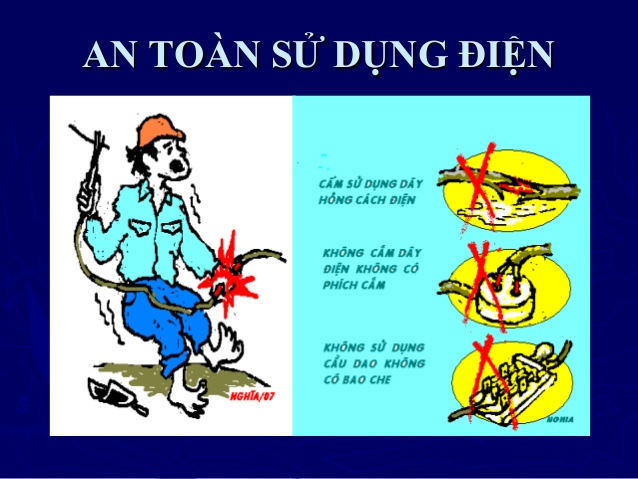 AN TOÀN SỬ DỤNG ĐIỆN
CẤM SỬ DỤNG DÂY
HỎNG CÁCH ĐIỆN
KHÔNG CẮM DÂY
ĐIỆN KHÔNG CÓ
PHÍCH CẮM
KHÔNG SỬ DỤNG
CẦU DAO KHÔNG
CÓ BAO CHE
NGHĨA/07
NGHIA